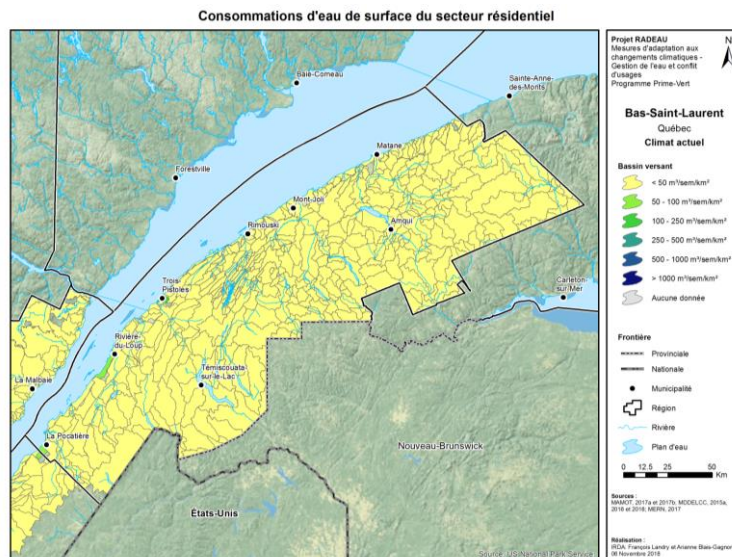 Consommations d'eau de surface du secteur résidentiel
Baie-Comeau
Sainte-Anne-
des-Monts
Forestville
Matane
Mont-Joli
Rimouski
Amqui
Trois-
Pistoles
Carleton-
sur-Mer
Rivière-
du-Loup
La Malbaie
Témiscouata-
sur-le-Lac
La Pocatière
Nouveau-Brunswick
États-Unis
Source: US National Park Service
Projet RADEAU
Mesures d'adaptation aux
changements climatiques -
Gestion de l'eau et conflit
d'usages
Programme Prime-Vert
N
Bas-Saint-Laurent
Québec
Climat actuel
Bassin versant
< 50 m³/sem/km²
50 - 100 m³/sem/km²
100 - 250 m³/sem/km²
250 - 500 m³/sem/km²
500 - 1000 m³/sem/km²
> 1000 m³/sem/km²
Aucune donnée
Frontière
Provinciale
Nationale
Municipalité
Région
Rivière
Plan d'eau
0 12.5 25 50
Km
Sources :
MAMOT, 2017a et 2017b; MDDELCC, 2015a,
2016 et 2018; MERN, 2017
Réalisation :
IRDA: François Landry et Arianne Blais-Gagnon
06 Novembre 2018